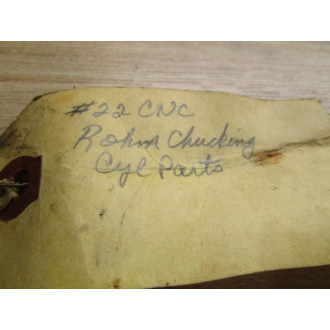 #22 CNC
Rohm Chucking
Cyl Parts